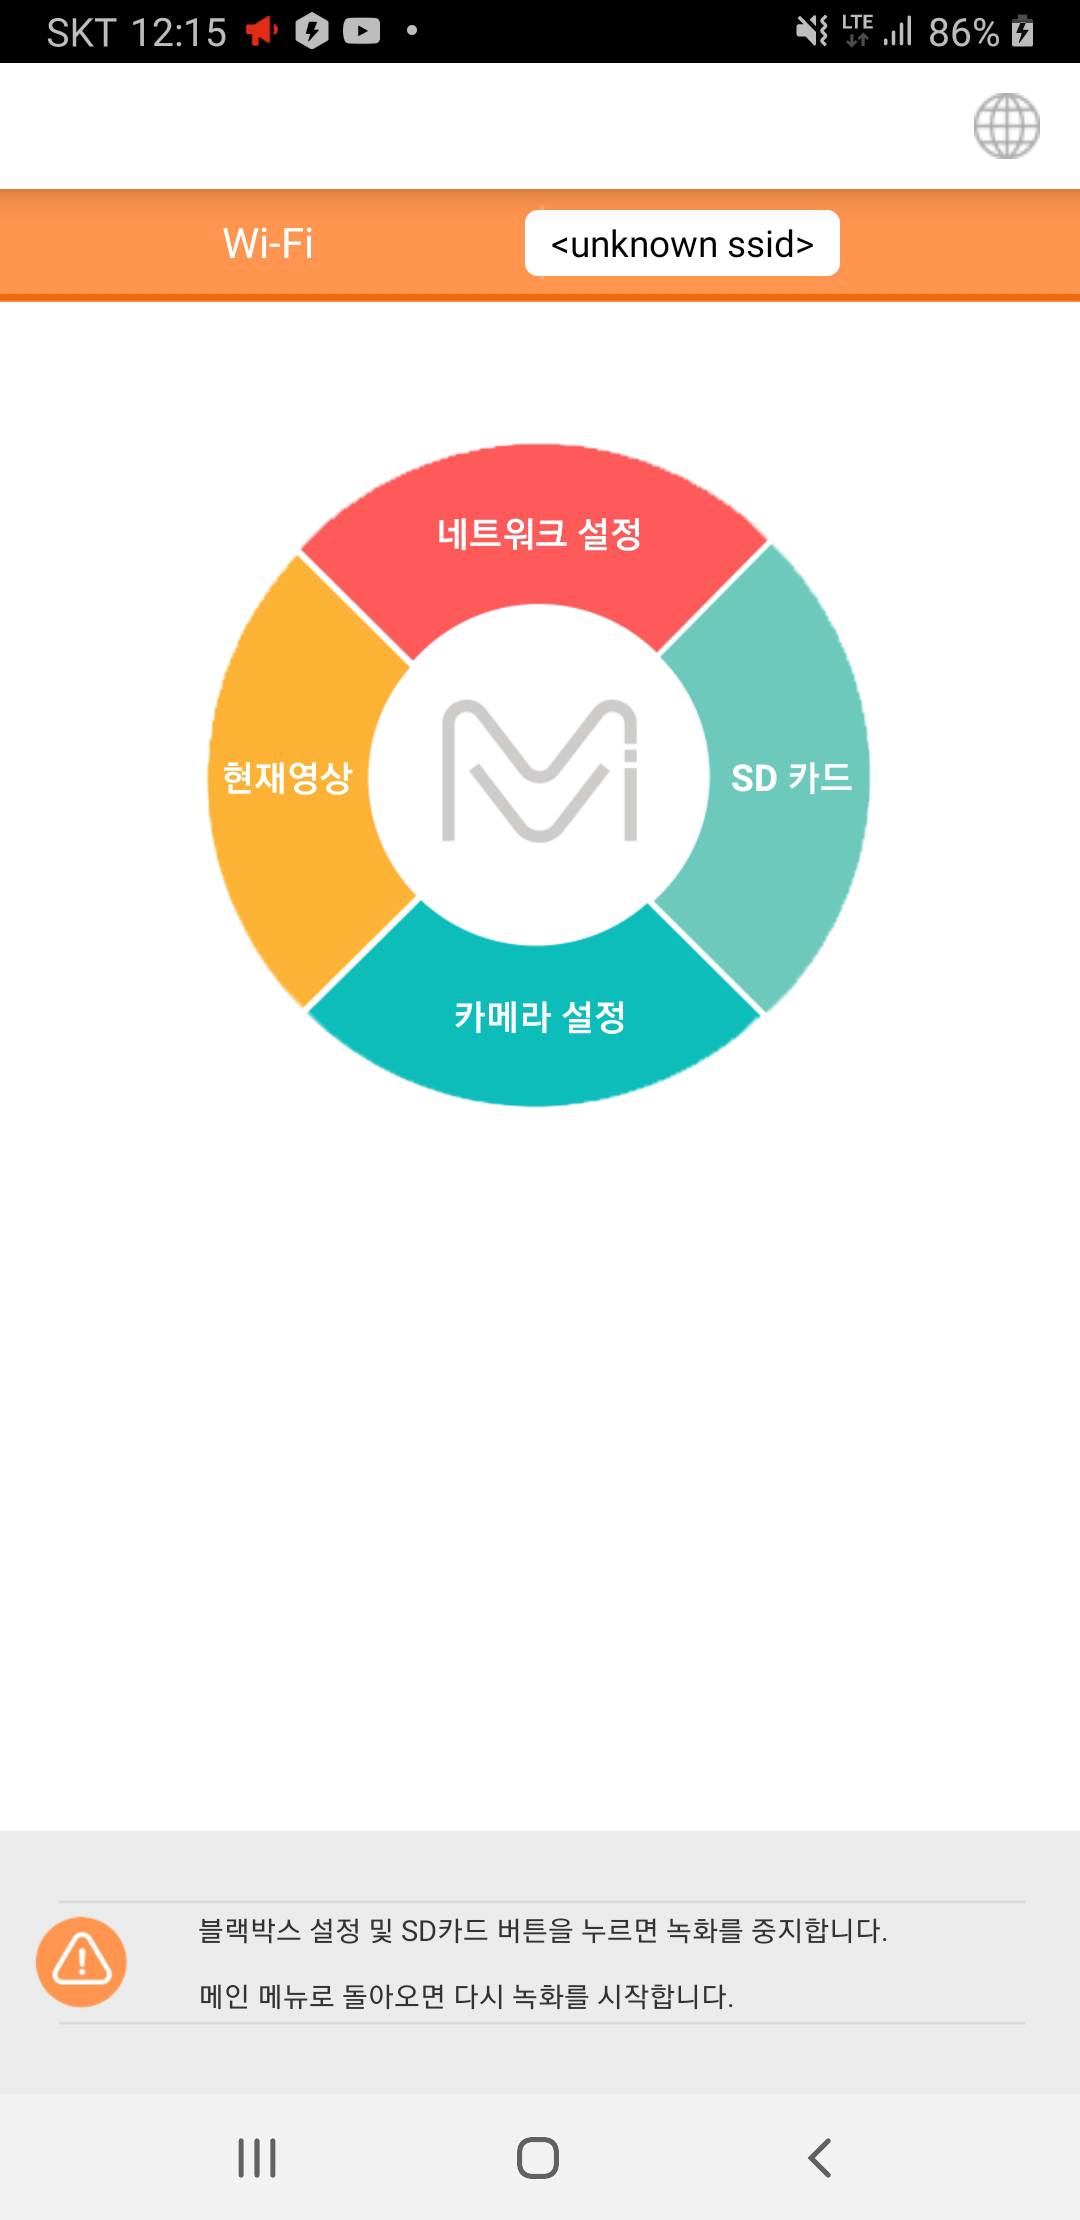 SKT 12:15
LTE
86%
Wi-Fi
<unknown ssid>
네트워크 설정
현재영상
SD 카드
카메라 설정
블랙박스 설정 및 SD카드 버튼을 누르면 녹화를 중지합니다.
메인 메뉴로 돌아오면 다시 녹화를 시작합니다.